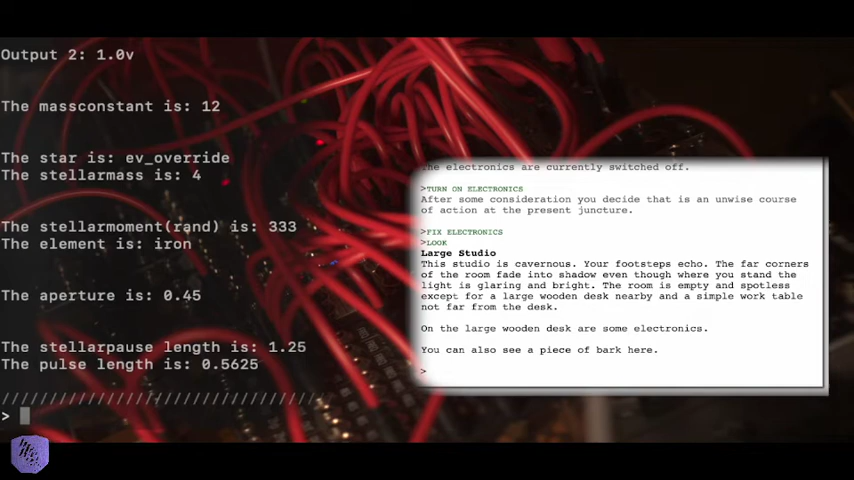 Output 2: 1.0v
The massconstant is: 12
The star is: ev_override
The stellarmass is: 4
The stellarmoment(rand) is: 333
The element is: iron
The aperture is: 0.45
The stellarpause length is: 1.25
The pulse length is: 0.5625
//////////////////////////////////
>
The electronics are currently switched off.
>TURN ON ELECTRONICS
After some consideration you decide that is an unwise course
of action at the present juncture.
>FIX ELECTRONICS
>LOOK
Large Studio
This studio is cavernous. Your footsteps echo. The far corners
of the room fade into shadow even though where you stand the
light is glaring and bright. The room is empty and spotless
except for a large wooden desk nearby and a simple work table
not far from the desk.
On the large wooden desk are some electronics.
You can also see a piece of bark here.
>